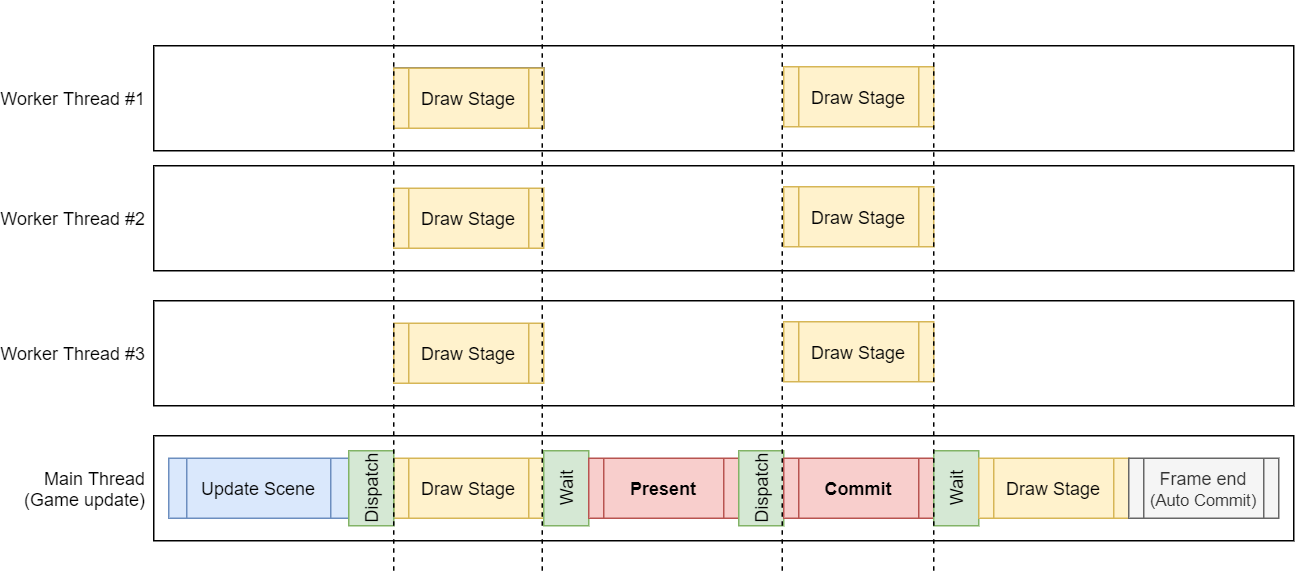 Worker Thread #1
Draw Stage
Draw Stage
Worker Thread #2
Draw Stage
Draw Stage
Worker Thread #3
Draw Stage
Draw Stage
Main Thread
(Game update)
Update Scene
Dispatch
Draw Stage
Wait
Present
Dispatch
Commit
Wait
Draw Stage
Frame end
(Auto Commit)